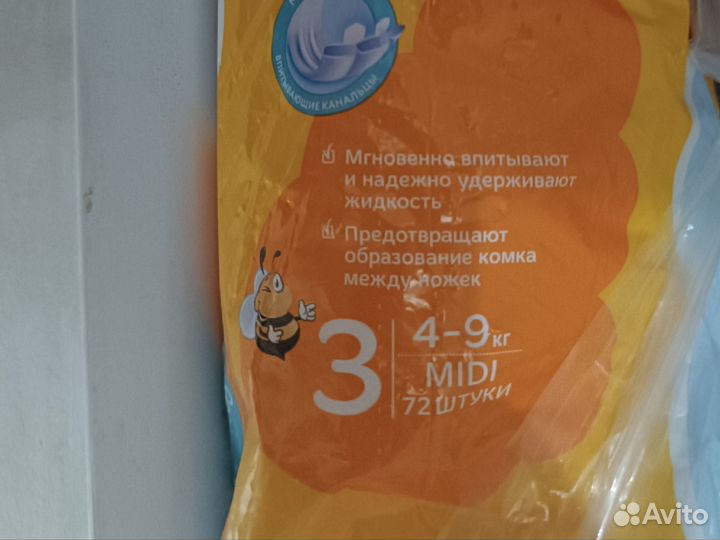 ВПИТЫВАЮЩИЕ КАНАЛЬЦЫ
Мгновенно впитывают
и надежно удерживают
жидкость
Предотвращают
образование комка
между ножек
3
4-9 кг
MIDI
72 ШТУКИ
Avito